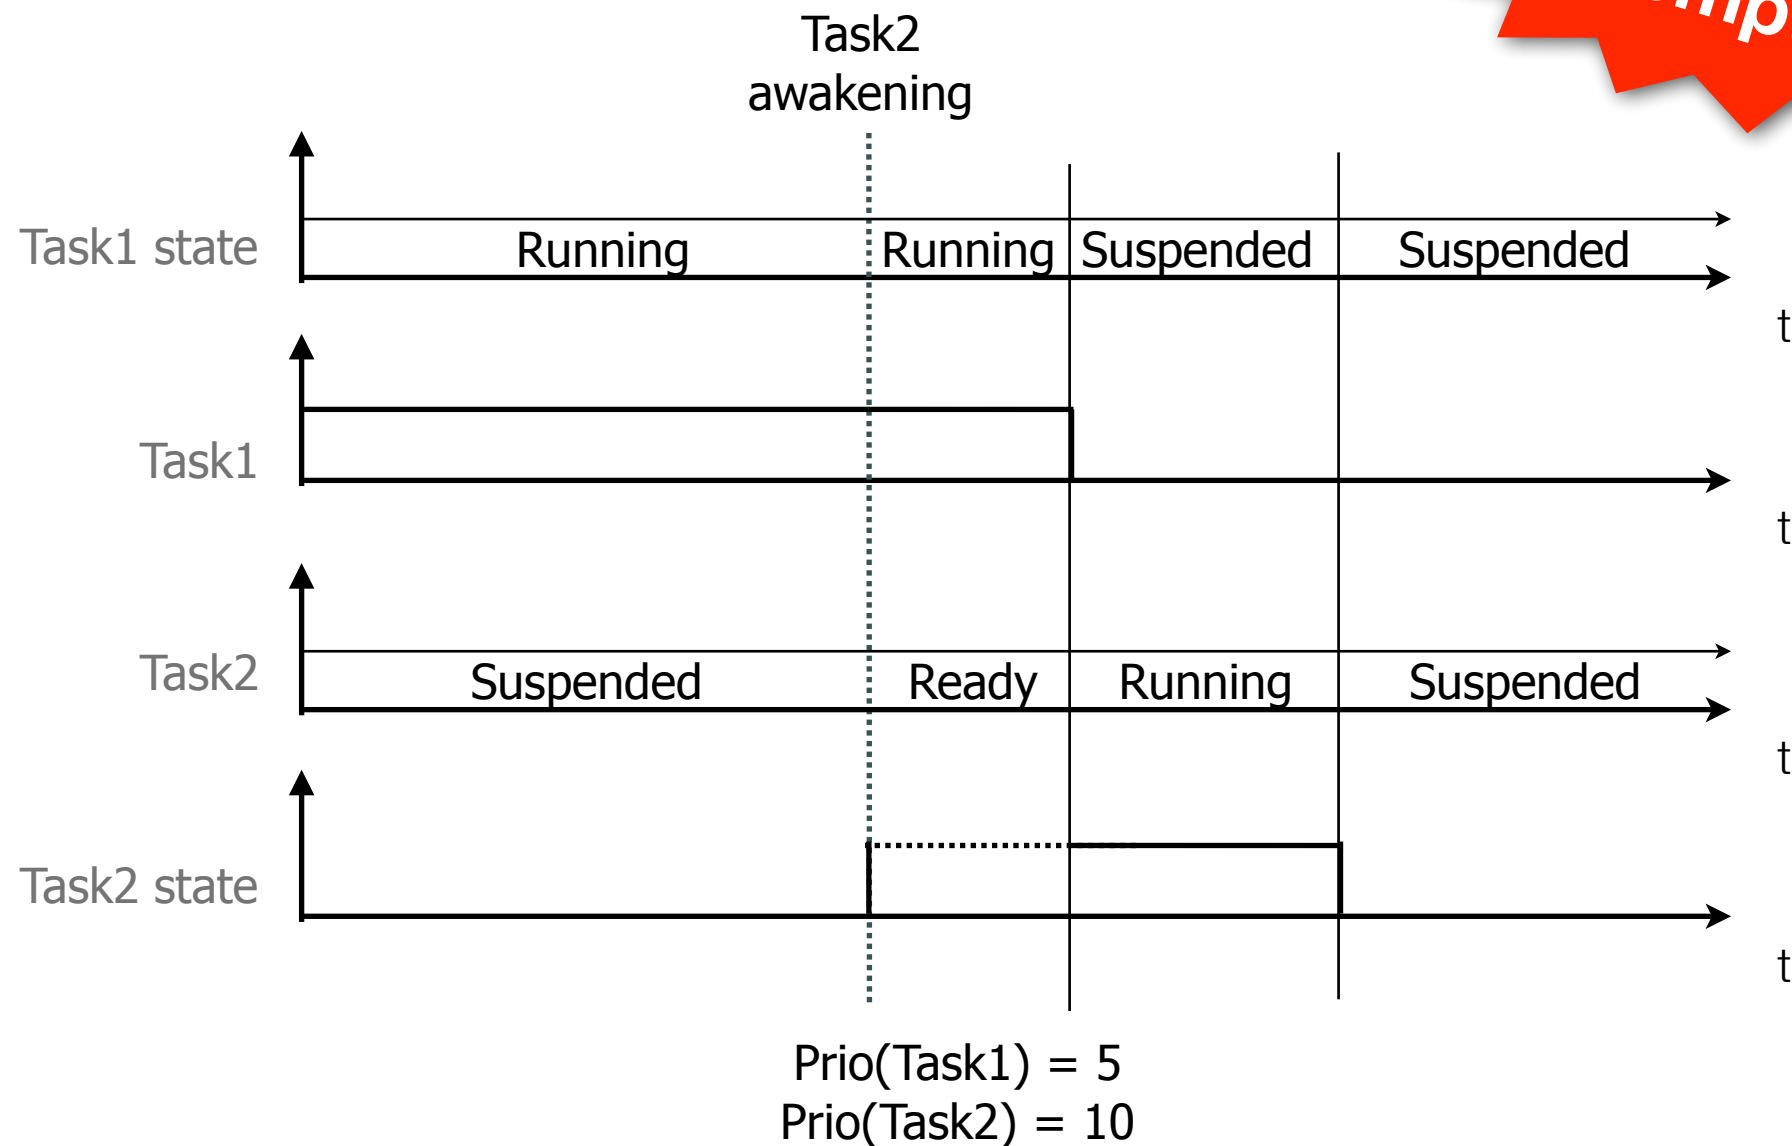 Task2
awakening
Task1 state
Running Running Suspended Suspended
t
Task1
t
Task2
Suspended Ready Running Suspended
t
Task2 state
t
Prio(Task1) = 5
Prio(Task2) = 10